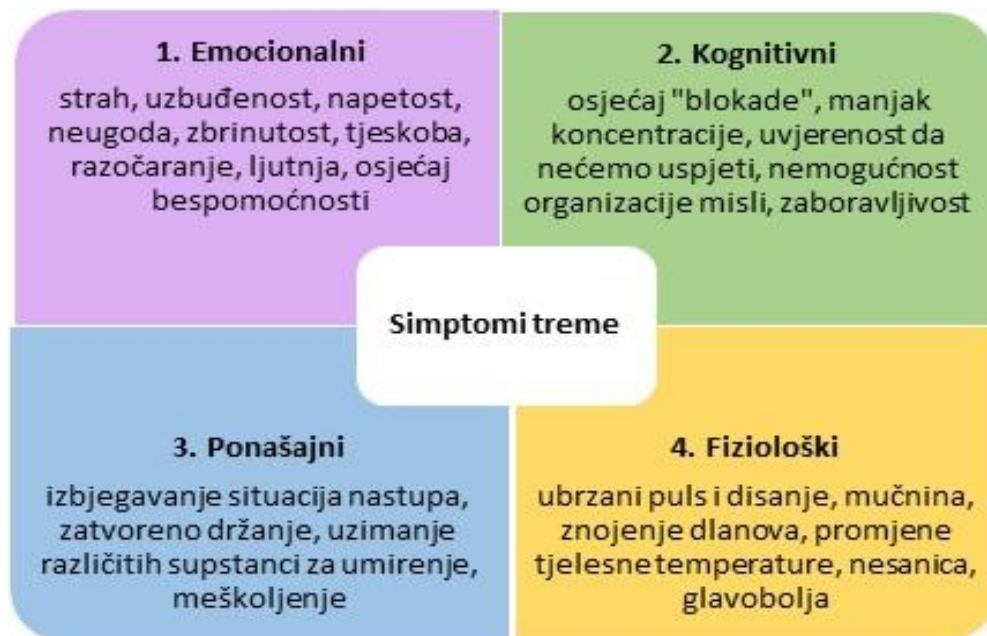 1. Emocionalni
strah, uzbuđenost, napetost,
neugoda, zbrinutost, tjeskoba,
razočaranje, ljutnja, osjećaj
bespomoćnosti
2. Kognitivni
osjećaj "blokade", manjak
koncentracije, uvjerenost da
nećemo uspjeti, nemogućnost
organizacije misli, zaboravljivost
Simptomi treme
3. Ponašajni
izbjegavanje situacija nastupa,
zatvoreno držanje, uzimanje
različitih supstanci za umirenje,
meškoljenje
4. Fiziološki
ubrzani puls i disanje, mučnina,
znojenje dlanova, promjene
tjelesne temperature, nesanica,
glavobolja